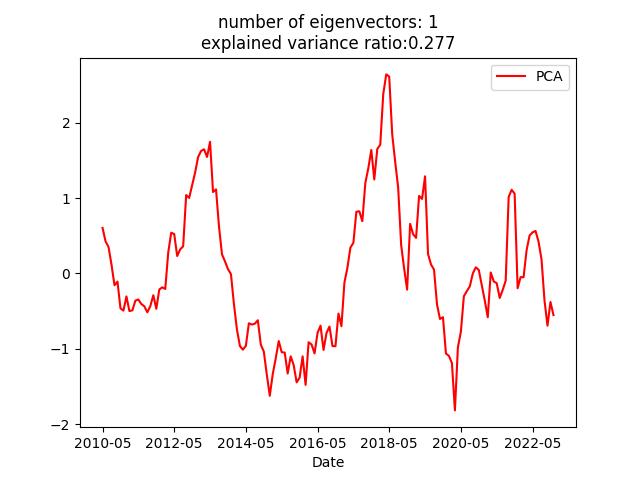 number of eigenvectors: 1
explained variance ratio:0.277
PCA
2
1
0
−1
−2
2010-05 2012-05 2014-05 2016-05 2018-05 2020-05 2022-05
Date